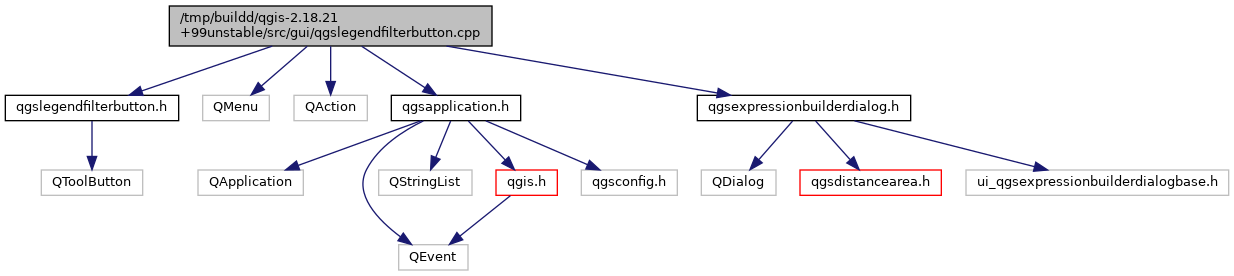 /tmp/buildd/qgis-2.18.21
+99unstable/src/gui/qgslegendfilterbutton.cpp
qgslegendfilterbutton.h
QMenu
QAction
qgsapplication.h
qgsexpressionbuilderdialog.h
QToolButton
QApplication
QStringList
qgis.h
qgsconfig.h
QDialog
qgsdistancearea.h
ui_qgsexpressionbuilderdialogbase.h
QEvent